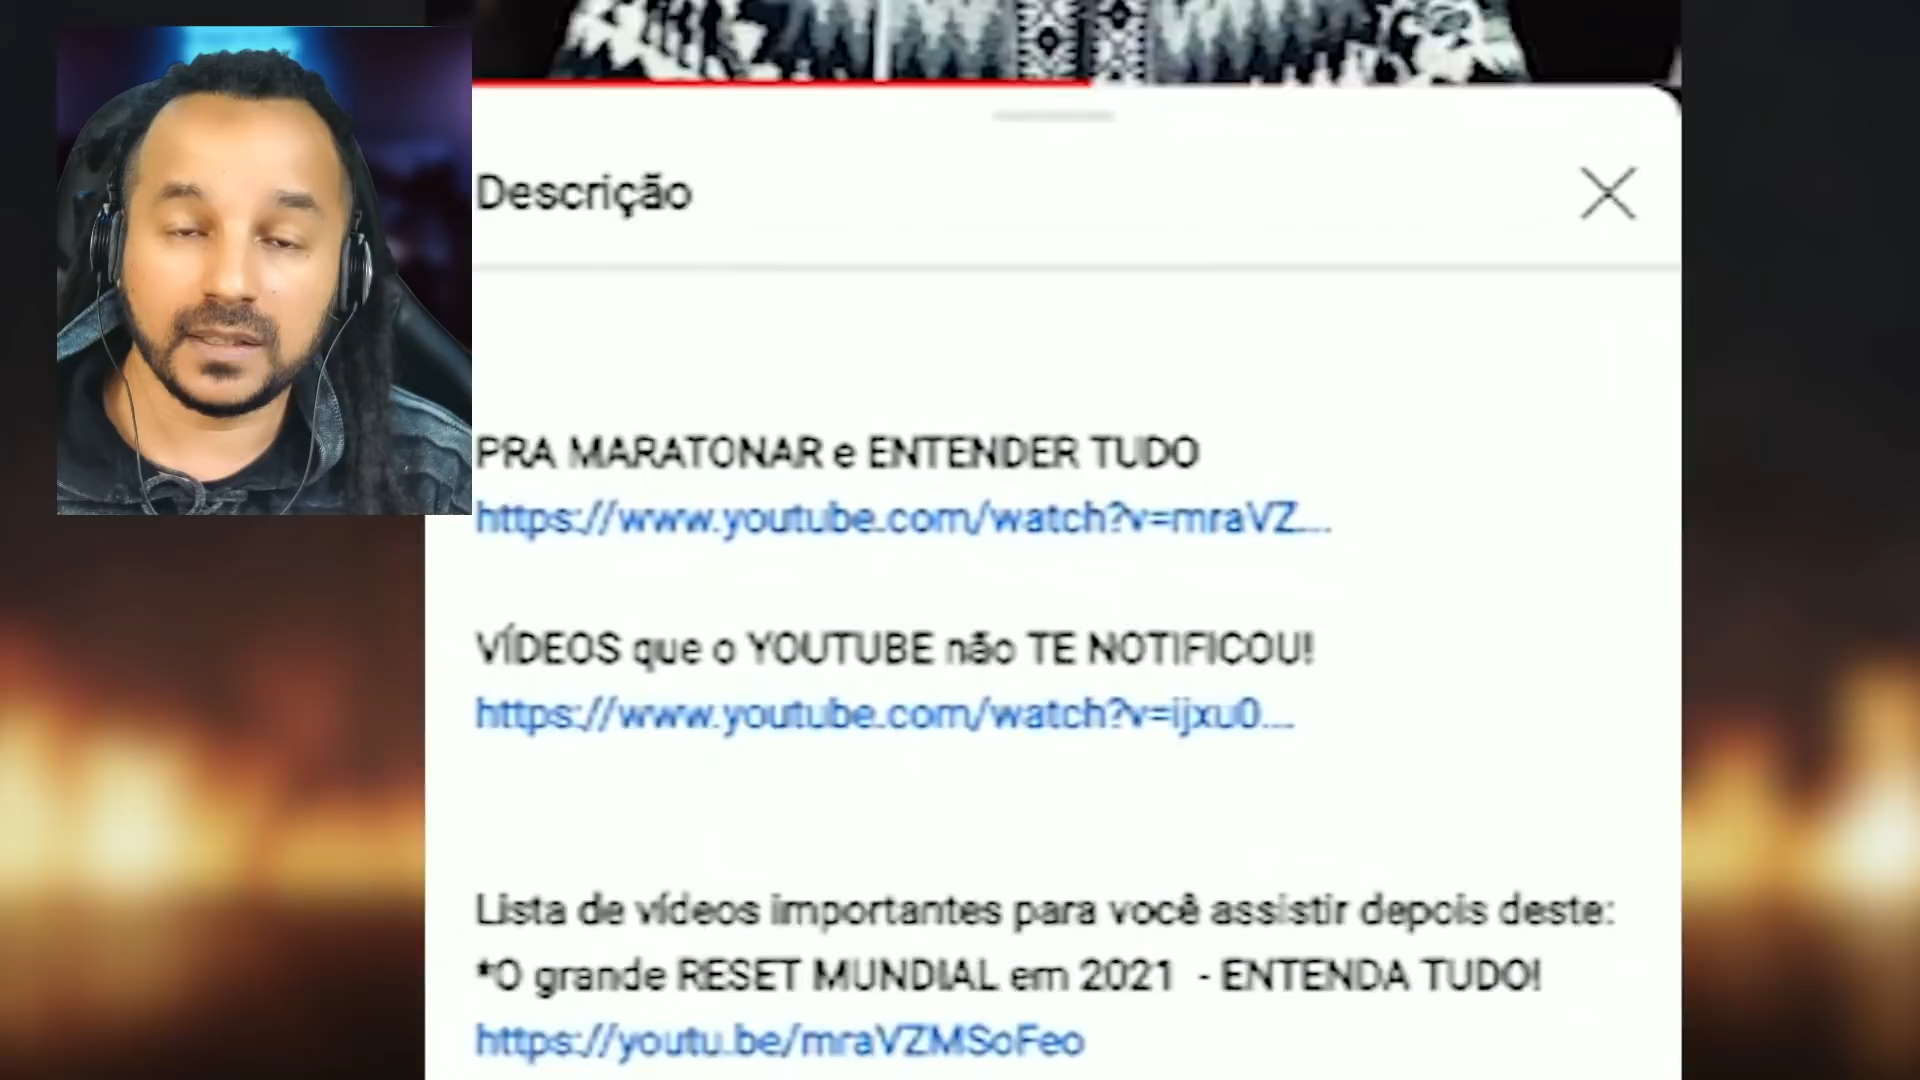 Descrição
PRA MARATONAR e ENTENDER TUDO
https://www.youtube.com/watch?v=mraVZ...
VÍDEOS que o YOUTUBE não TE NOTIFICOU!
https://www.youtube.com/watch?v=ijxu0...
Lista de vídeos importantes para você assistir depois deste:
*O grande RESET MUNDIAL em 2021 - ENTENDA TUDO!
https://youtu.be/mraVZMSoFeo